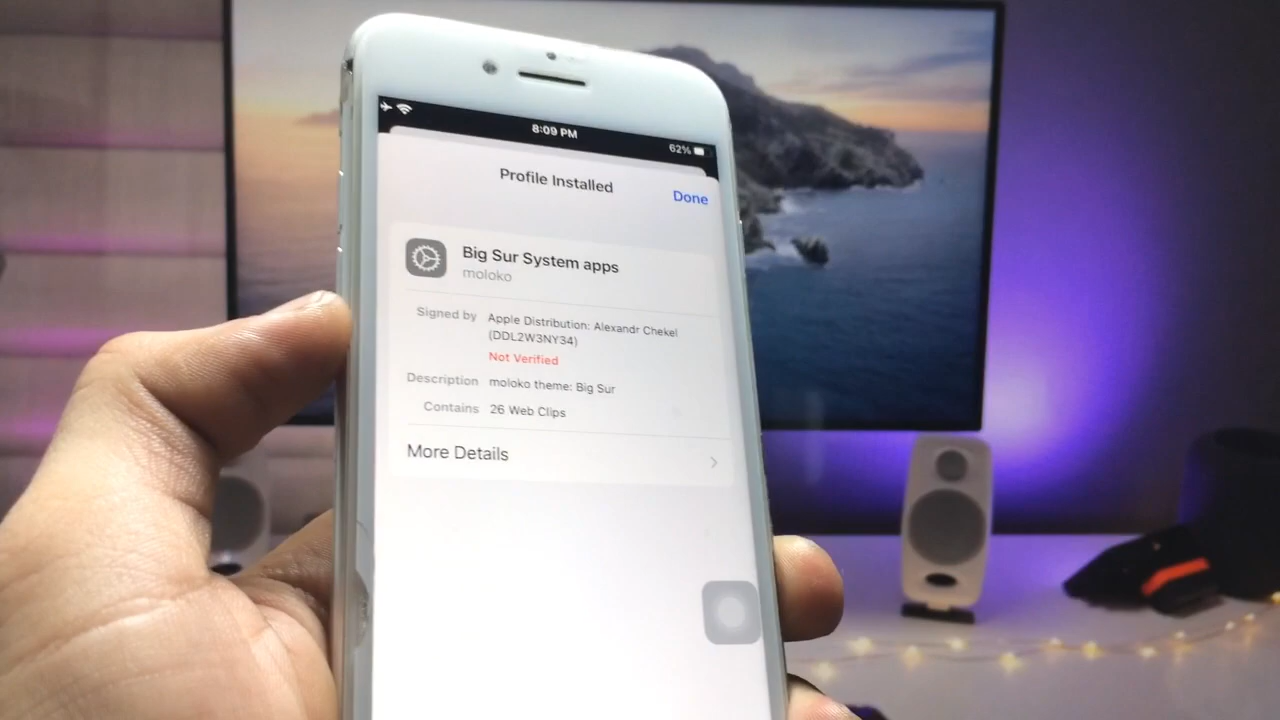 8:09 PM
62%
Profile Installed
Done
Big Sur System apps
moloko
Signed by Apple Distribution: Alexandr Chekel
(DDL2W3NY34)
Not Verified
Description moloko theme: Big Sur
Contains 26 Web Clips
More Details